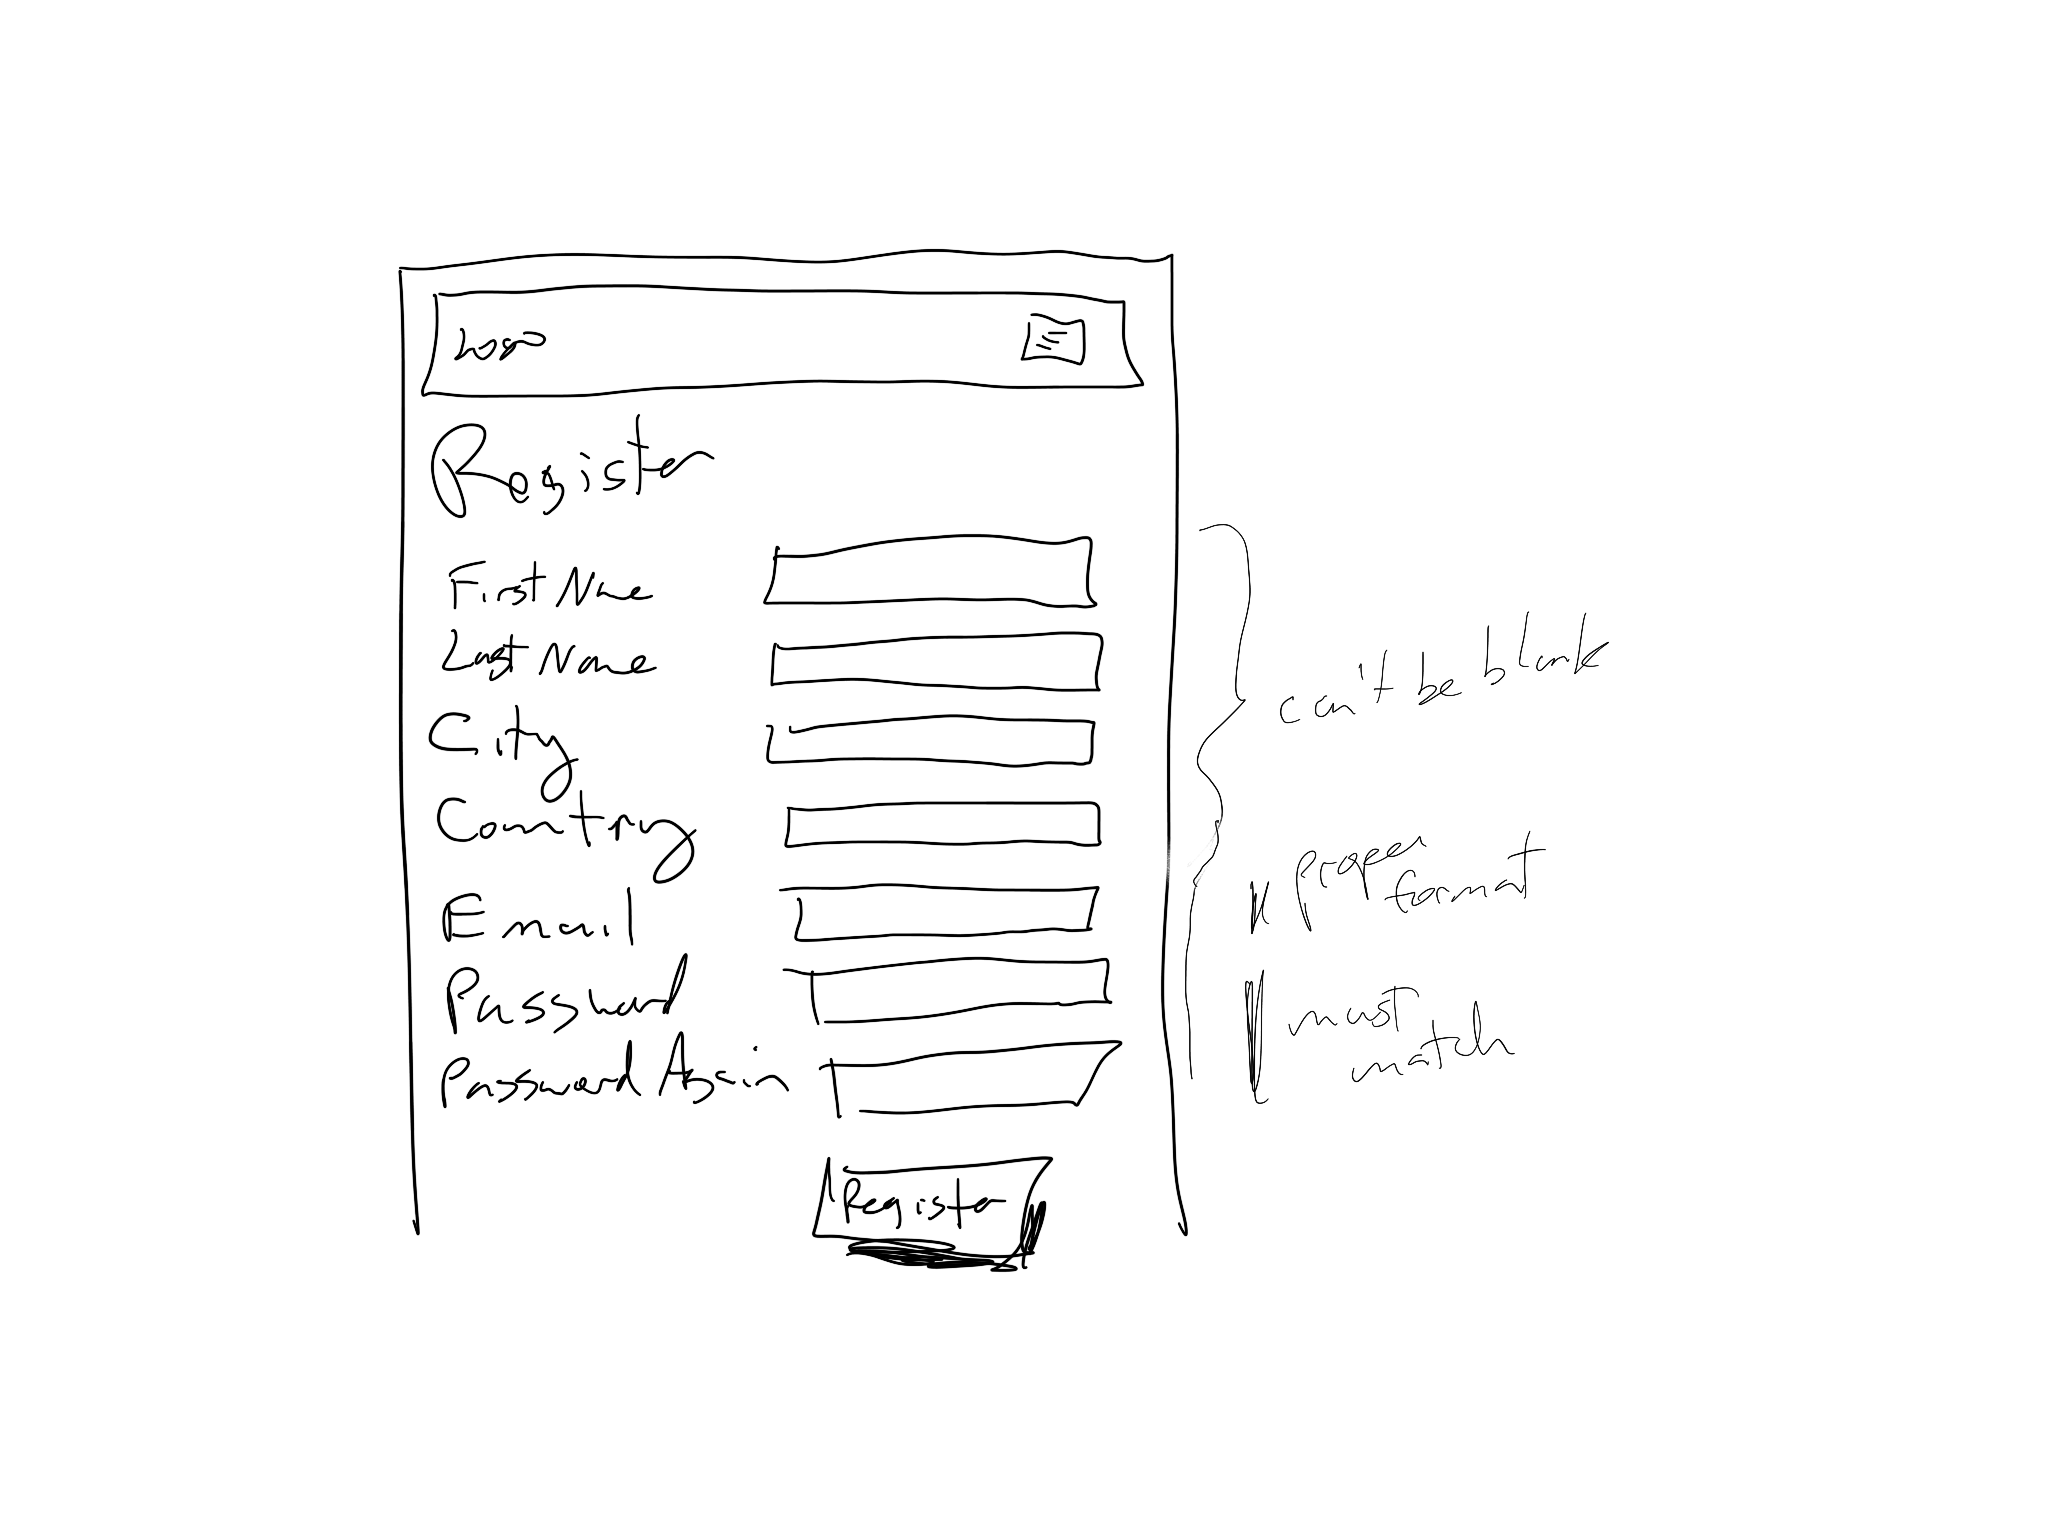 Logo
Register
First Name
Last Name
City
Country
Email
Password
Password Again
Register
can't be blank
proper
format
must
match